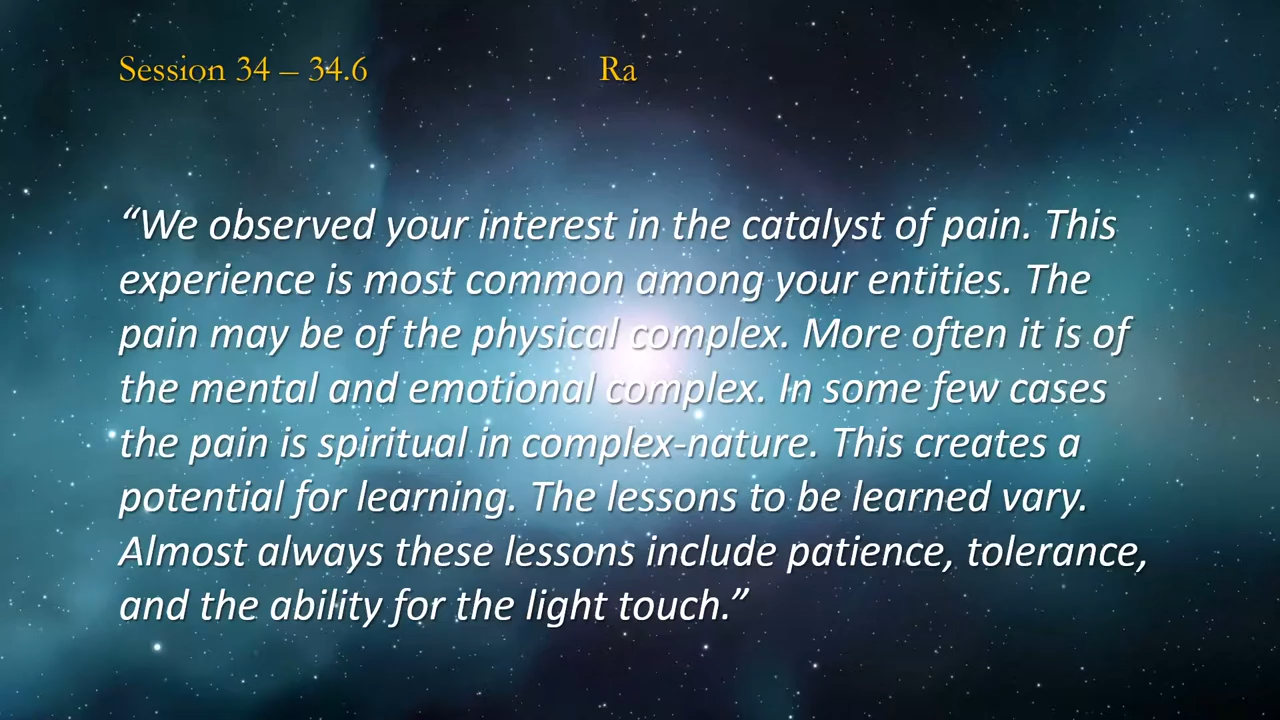 Session 34 – 34.6 Ra
“We observed your interest in the catalyst of pain. This
experience is most common among your entities. The
pain may be of the physical complex. More often it is of
the mental and emotional complex. In some few cases
the pain is spiritual in complex-nature. This creates a
potential for learning. The lessons to be learned vary.
Almost always these lessons include patience, tolerance,
and the ability for the light touch.”